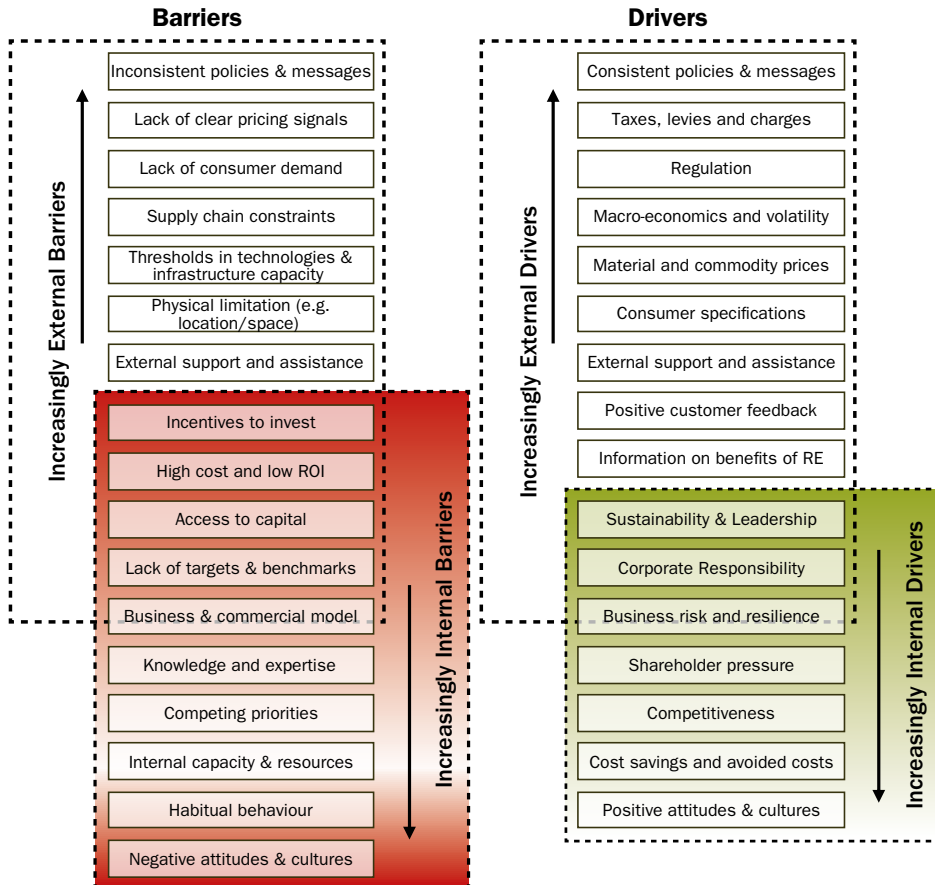 Barriers
Inconsistent policies & messages
Lack of clear pricing signals
Lack of consumer demand
Supply chain constraints
Thresholds in technologies &
infrastructure capacity
Physical limitation (e.g.
location/space)
External support and assistance
Incentives to invest
High cost and low ROI
Access to capital
Lack of targets & benchmarks
Business & commercial model
Knowledge and expertise
Competing priorities
Internal capacity & resources
Habitual behaviour
Negative attitudes & cultures
Increasingly External Barriers
Increasingly Internal Barriers
Drivers
Consistent policies & messages
Taxes, levies and charges
Regulation
Macro-economics and volatility
Material and commodity prices
Consumer specifications
External support and assistance
Positive customer feedback
Information on benefits of RE
Sustainability & Leadership
Corporate Responsibility
Business risk and resilience
Shareholder pressure
Competitiveness
Cost savings and avoided costs
Positive attitudes & cultures
Increasingly External Drivers
Increasingly Internal Drivers